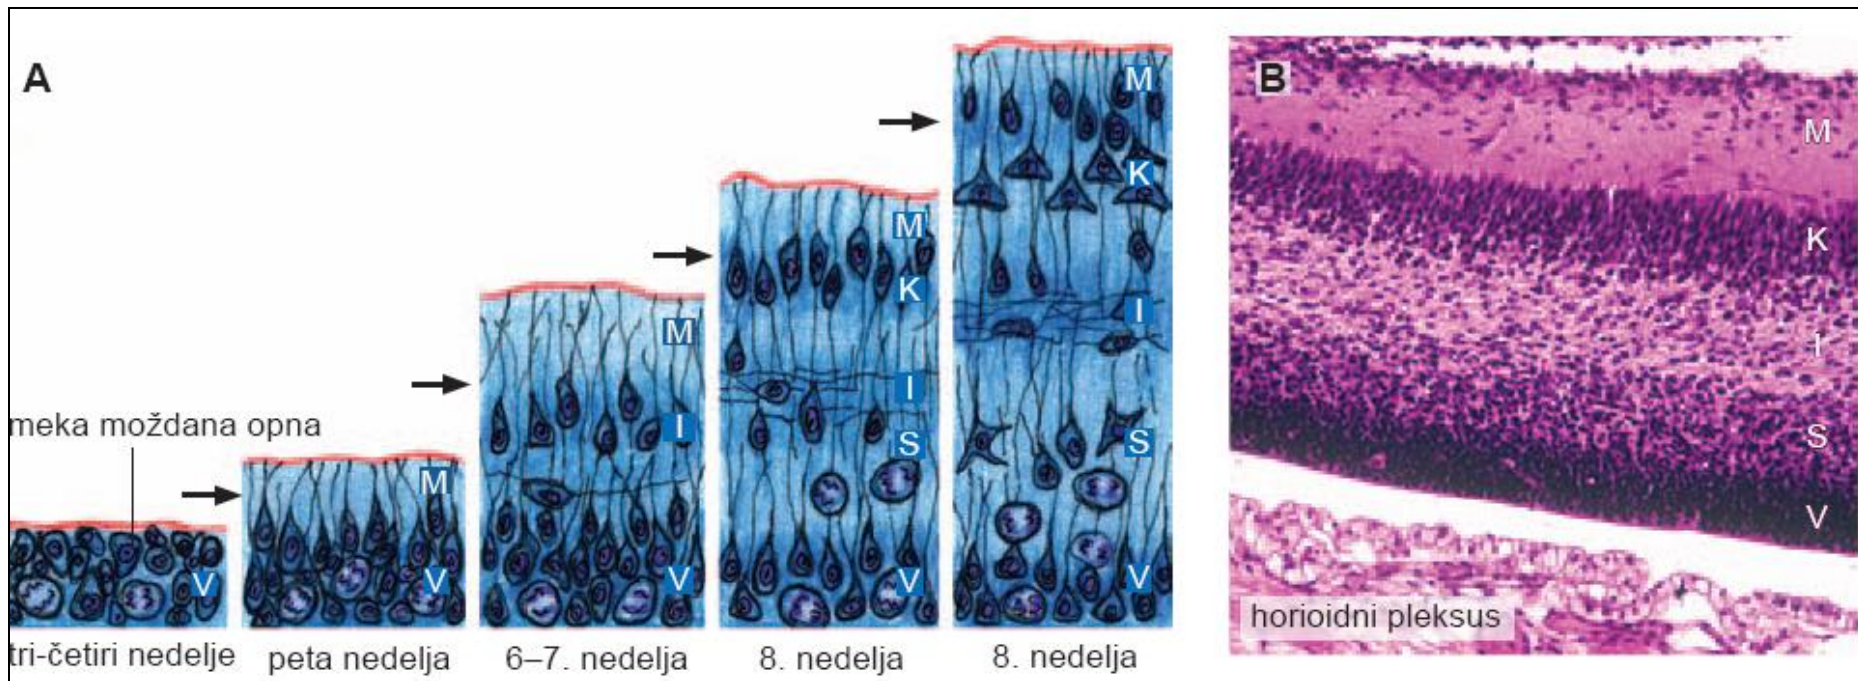 A
meka moždana opna
V
M
V
M
I
V
M
K
I
S
V
M
K
I
S
V
tri-četiri nedelje
peta nedelja
6–7. nedelja
8. nedelja
8. nedelja
B
M
K
I
S
V
horioidni pleksus